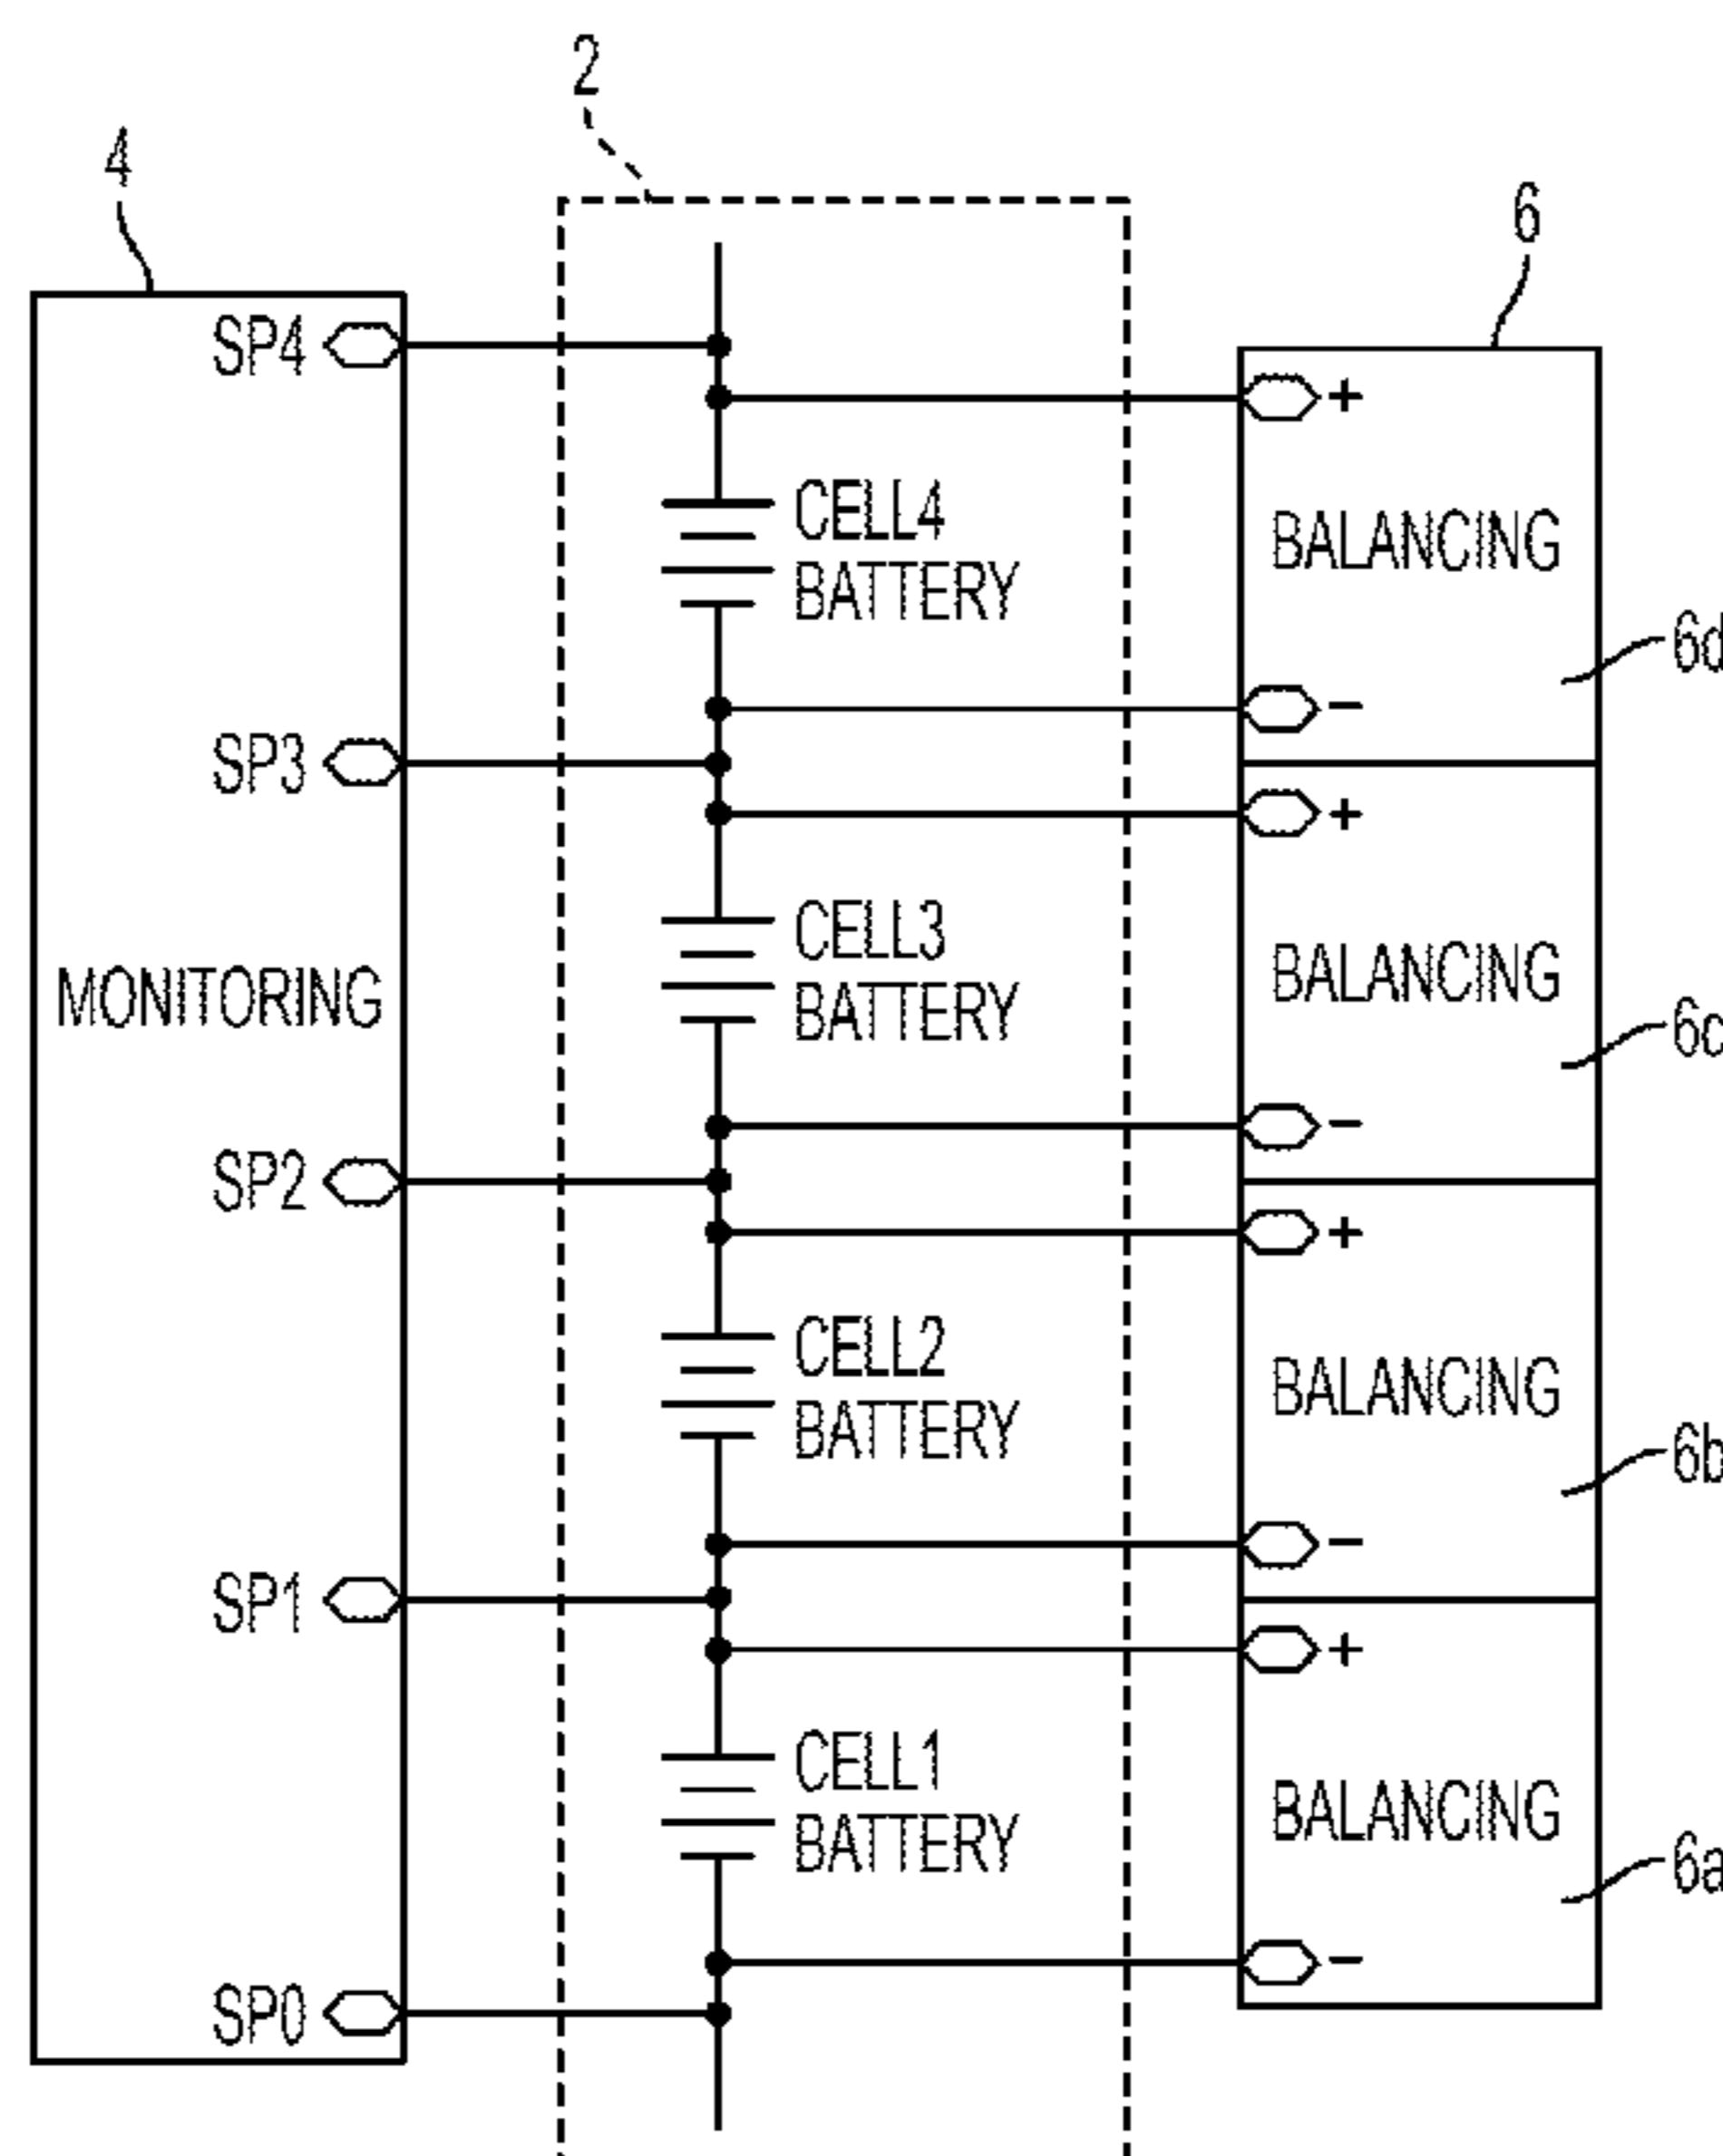 2
4
6
SP4
+
CELL4
BATTERY
BALANCING
6d
−
SP3
+
CELL3
BATTERY
MONITORING
BALANCING
6c
−
SP2
+
CELL2
BATTERY
BALANCING
6b
−
SP1
+
CELL1
BATTERY
BALANCING
6a
−
SP0